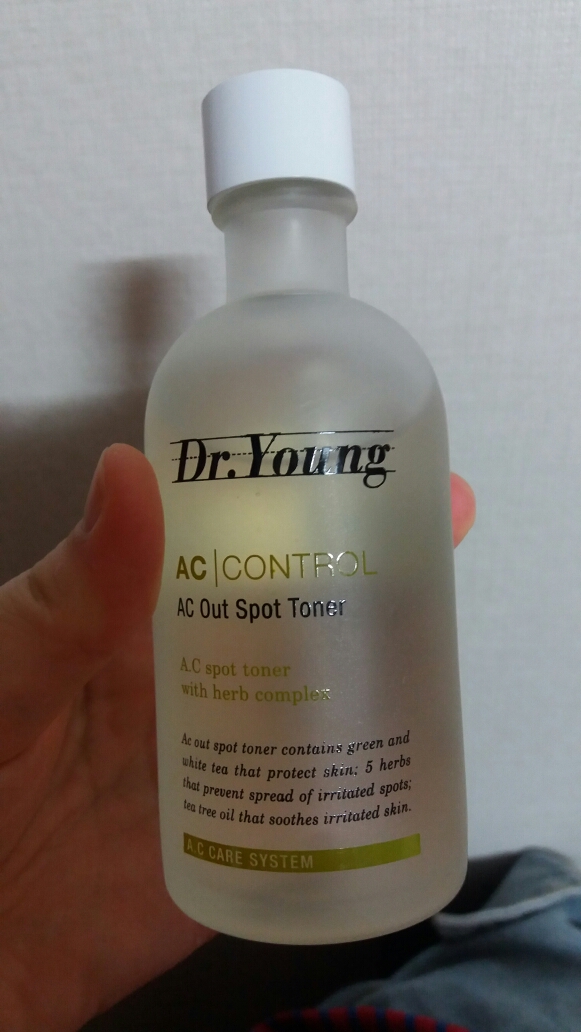 Dr.Young
AC|CONTROL
AC Out Spot Toner
A.C spot toner
with herb complex
Ac out spot toner contains green and
white tea that protect skin: 5 herbs
that prevent spread of irritated spots;
tea tree oil that soothes irritated skin.
A.C CARE SYSTEM